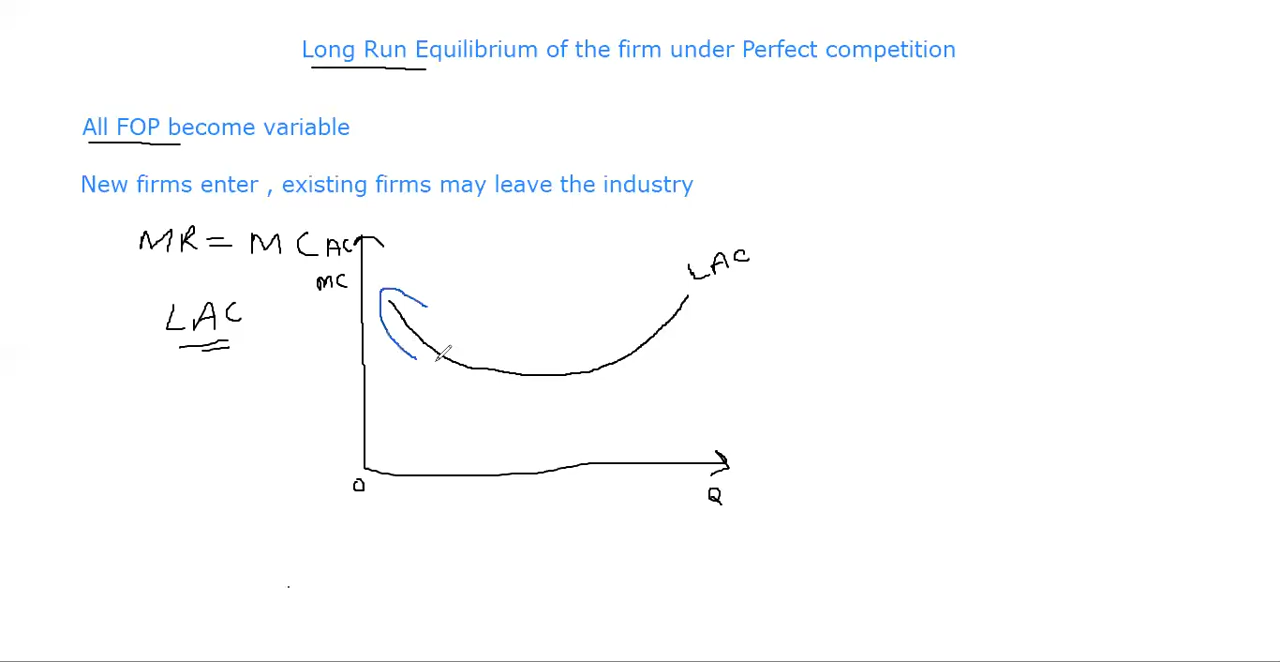 Long Run Equilibrium of the firm under Perfect competition
All FOP become variable
New firms enter , existing firms may leave the industry
MR = MC
AC
MC
LAC
LAC
O
Q